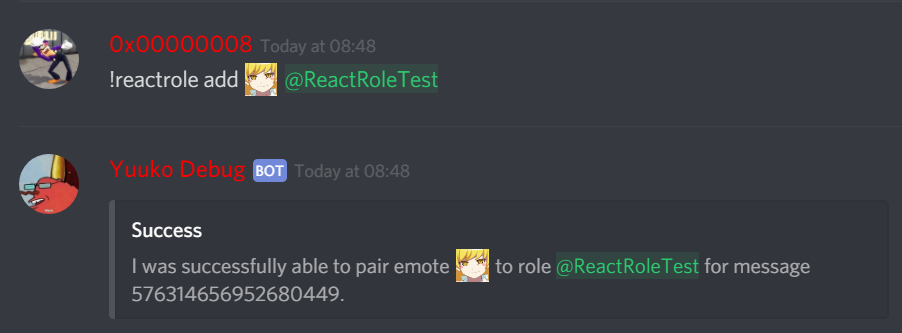 0x00000008 Today at 08:48
!reactrole add @ReactRoleTest
Yuuko Debug BOT Today at 08:48
Success
I was successfully able to pair emote to role @ReactRoleTest for message
576314656952680449.